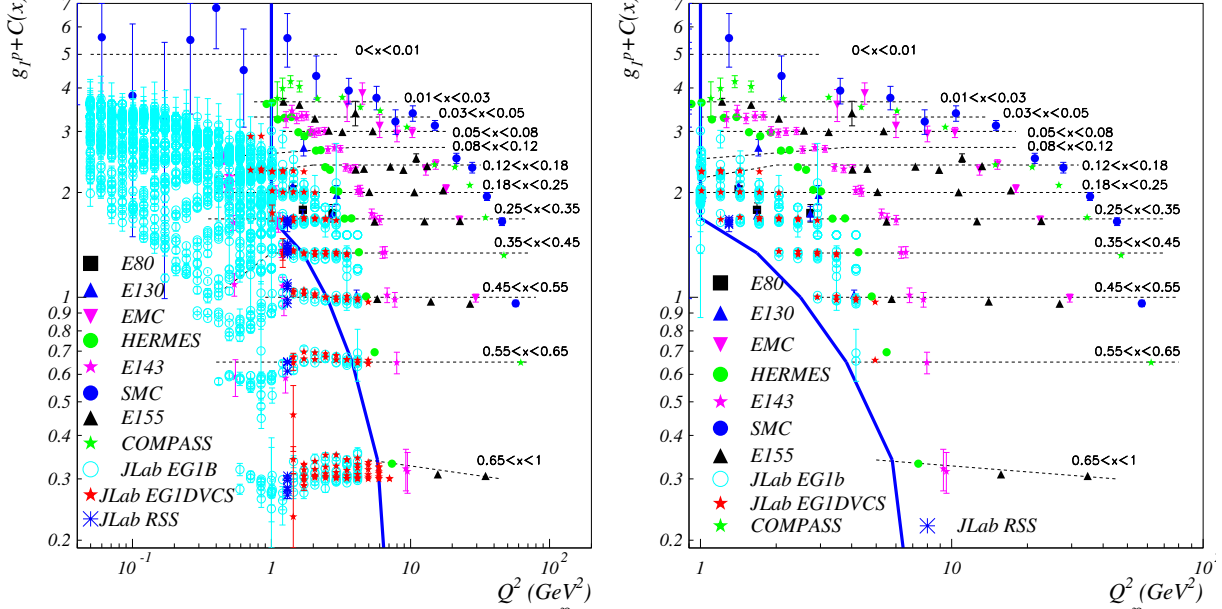 g₁ᵖ+C(x)
7
6
5
4
3
2
1
0.9
0.8
0.7
0.6
0.5
0.4
0.3
0.2
0<x<0.01
0.01<x<0.03
0.03<x<0.05
0.05<x<0.08
0.08<x<0.12
0.12<x<0.18
0.18<x<0.25
0.25<x<0.35
0.35<x<0.45
0.45<x<0.55
0.55<x<0.65
0.65<x<1
E80
E130
EMC
HERMES
E143
SMC
E155
COMPASS
JLab EG1B
JLab EG1DVCS
JLab RSS
10⁻¹ 1 10 10²
Q² (GeV²)
g₁ᵖ+C(x)
7
6
5
4
3
2
1
0.9
0.8
0.7
0.6
0.5
0.4
0.3
0.2
0<x<0.01
0.01<x<0.03
0.03<x<0.05
0.05<x<0.08
0.08<x<0.12
0.12<x<0.18
0.18<x<0.25
0.25<x<0.35
0.35<x<0.45
0.45<x<0.55
0.55<x<0.65
0.65<x<1
E80
E130
EMC
HERMES
E143
SMC
E155
JLab EG1b
JLab EG1DVCS
COMPASS
JLab RSS
1 10 10²
Q² (GeV²)